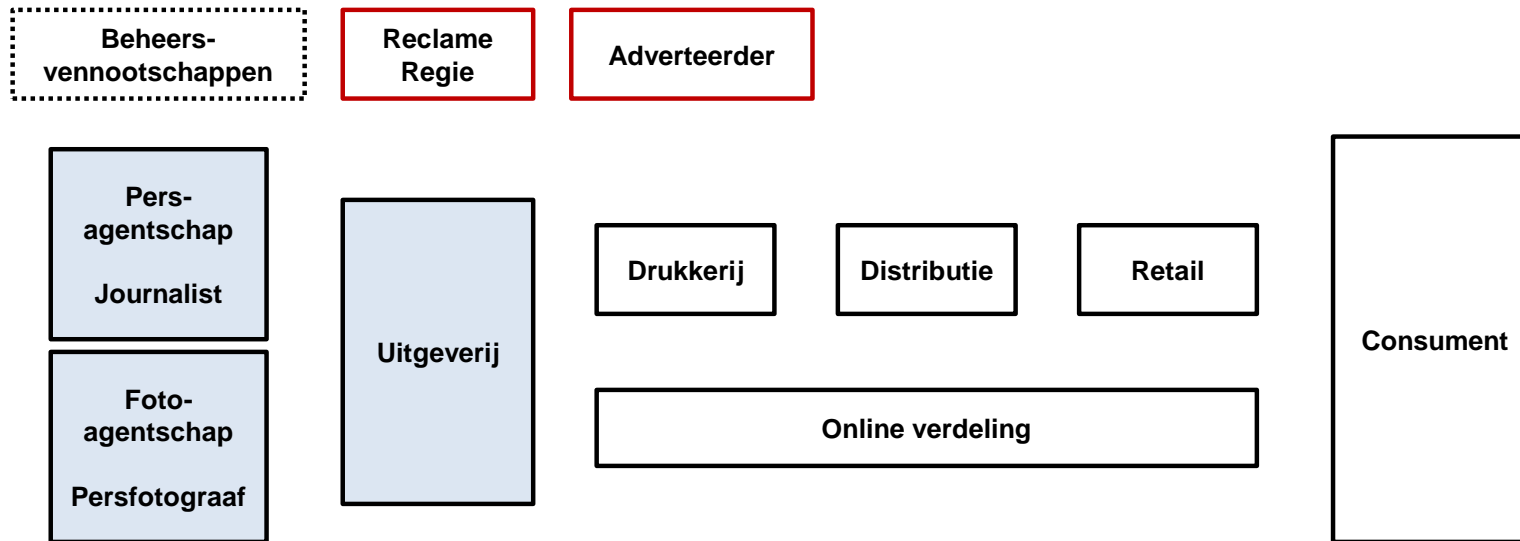 Beheers-
vennootschappen
Reclame
Regie
Adverteerder
Pers-
agentschap
Journalist
Foto-
agentschap
Persfotograaf
Uitgeverij
Drukkerij
Distributie
Retail
Online verdeling
Consument